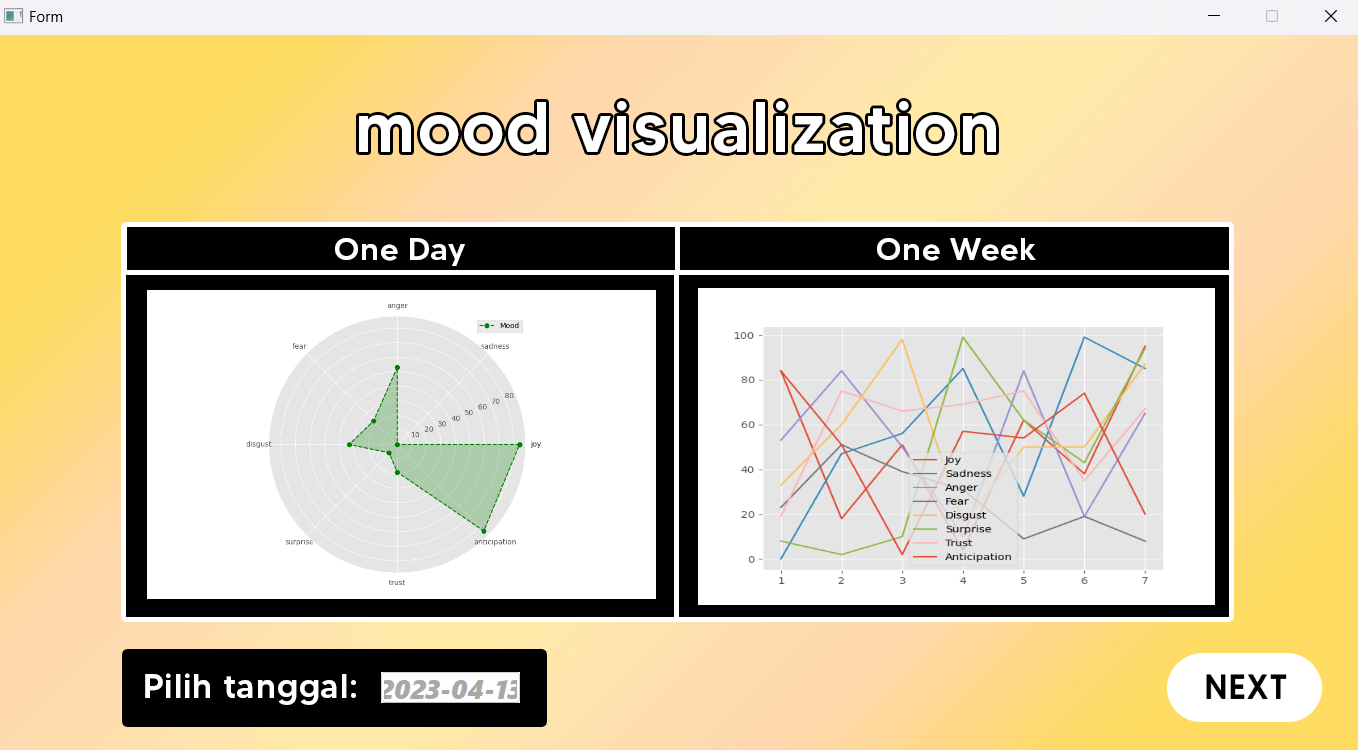 Form
mood visualization
One Day
One Week
anger
Mood
fear
sadness
80
70
60
50
40
30
20
10
disgust
joy
surprise
anticipation
trust
100
80
60
40
20
0
Joy
Sadness
Anger
Fear
Disgust
Surprise
Trust
Anticipation
1 2 3 4 5 6 7
Pilih tanggal: 2023-04-13
NEXT